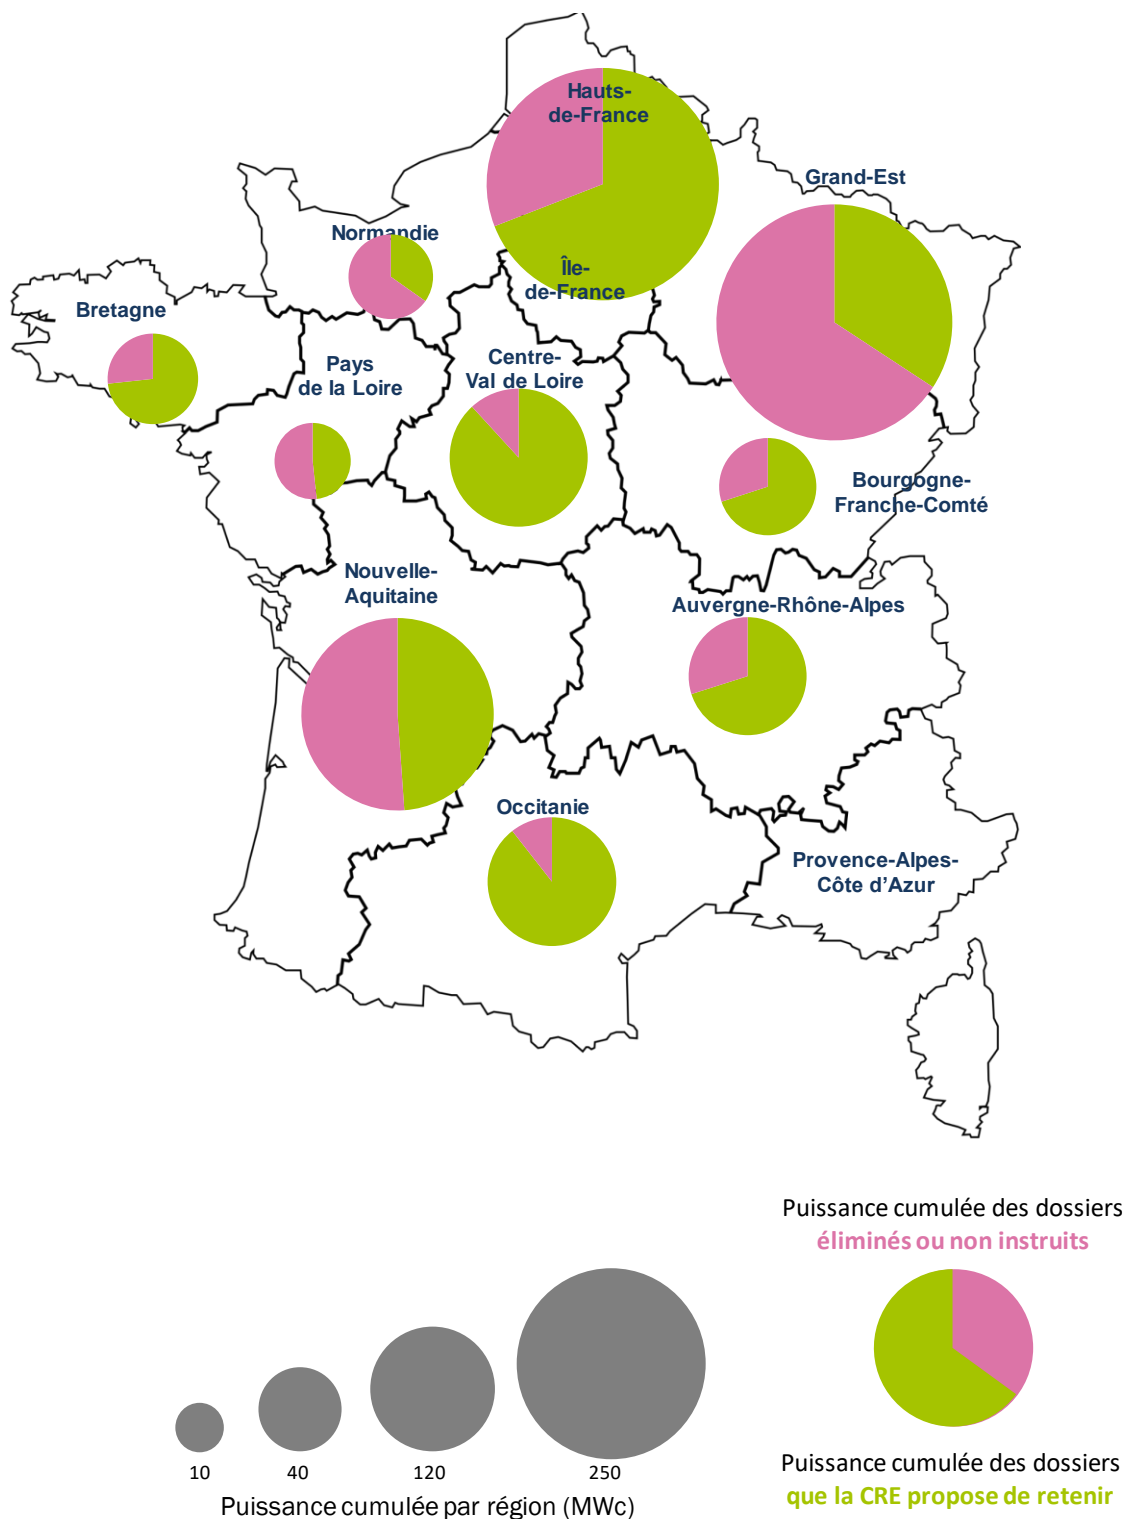 Hauts-
de-France
Grand-Est
Normandie
Île-
de-France
Bretagne
Pays
de la Loire
Centre-
Val de Loire
Bourgogne-
Franche-Comté
Nouvelle-
Aquitaine
Auvergne-Rhône-Alpes
Occitanie
Provence-Alpes-
Côte d’Azur
Puissance cumulée des dossiers
éliminés ou non instruits
10 40 120 250
Puissance cumulée par région (MWc)
Puissance cumulée des dossiers
que la CRE propose de retenir